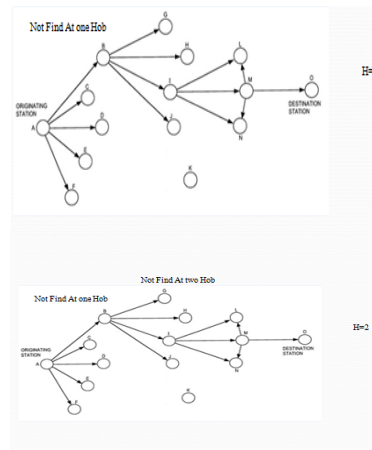 G
Not Find At one Hob
B
H
L
H=
C
I
M
O
ORIGINATING
STATION
D
DESTINATION
STATION
A
J
N
E
K
F
Not Find At two Hob
G
Not Find At one Hob
B
H
L
H=2
I
M
O
C
ORIGINATING
STATION
DESTINATION
STATION
D
J
A
N
E
K
F